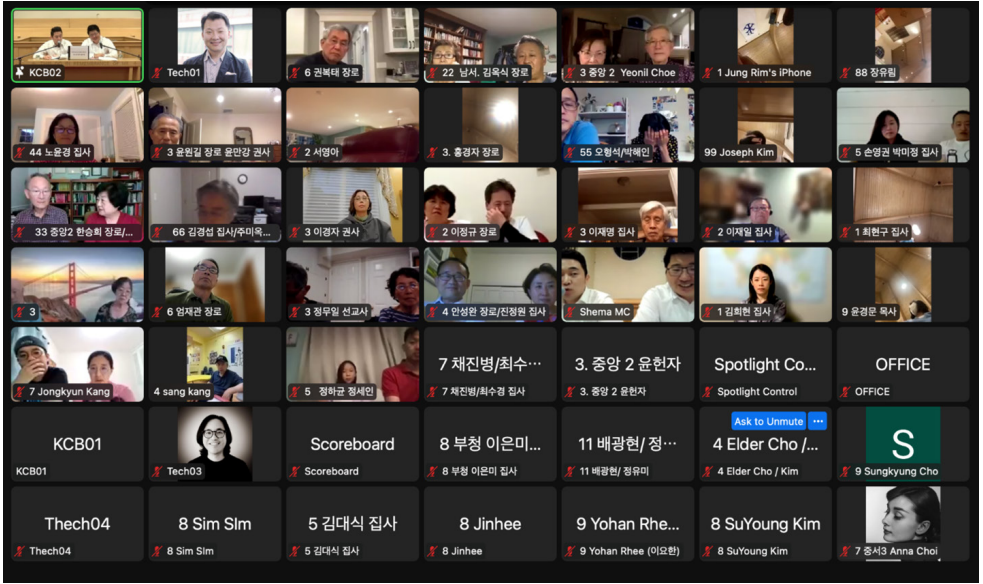 KCB02
Tech01
6 권복태 장로
22 남서. 김옥식 장로
3 중앙 2 Yeonil Choe
1 Jung Rim's iPhone
88 장유림
44 노윤경 집사
3 윤원길 장로 윤만강 권사
2 서영아
3. 홍경자 장로
55 오형석/박해인
99 Joseph Kim
5 손영권 박미정 집사
33 중앙2 한승희 장로/...
66 김경섭 집사/주미옥...
3 이경자 권사
2 이정규 장로
3 이재명 집사
2 이재일 집사
1 최현구 집사
3
6 엄재관 장로
3 정무일 선교사
4 안성완 장로/진정원 집사
Shema MC
1 김희현 집사
9 윤경문 목사
7 Jongkyun Kang
4 sang kang
5 정하균 정세인
7 채진병/최수…
7 채진병/최수경 집사
3. 중앙 2 윤헌자
3. 중앙 2 윤헌자
Spotlight Co...
Spotlight Control
OFFICE
OFFICE
KCB01
KCB01
Tech03
Scoreboard
Scoreboard
8 부청 이은미...
8 부청 이은미 집사
11 배광현/ 정…
11 배광현/ 정유미
Ask to Unmute ...
4 Elder Cho /...
4 Elder Cho / Kim
S
9 Sungkyung Cho
Thech04
Thech04
8 Sim SIm
8 Sim SIm
5 김대식 집사
5 김대식 집사
8 Jinhee
8 Jinhee
9 Yohan Rhe...
9 Yohan Rhee (이요한)
8 SuYoung Kim
8 SuYoung Kim
7 중서3 Anna Choi